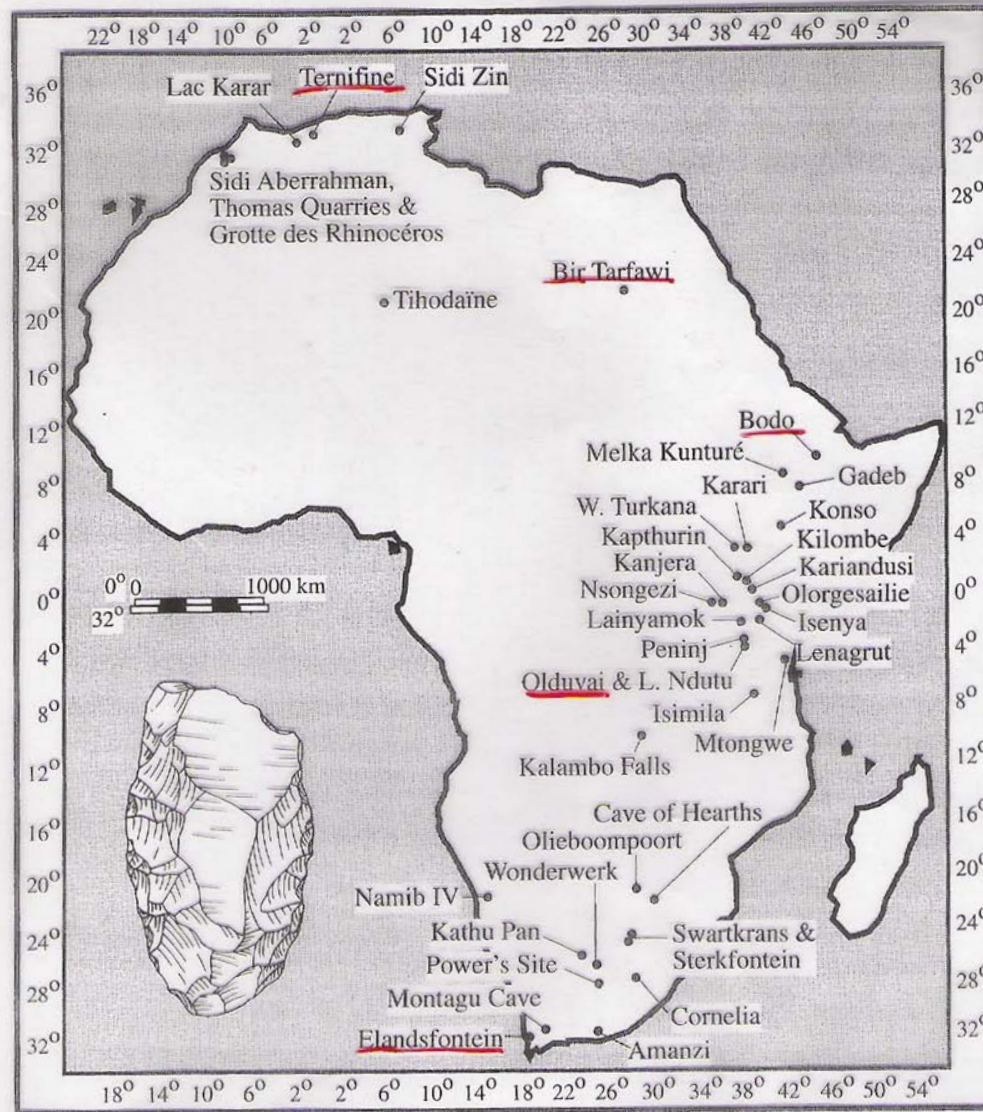 22° 18° 14° 10° 6° 2° 2° 6° 10° 14° 18° 22° 26° 30° 34° 38° 42° 46° 50° 54°
36° 36°
32° 32°
28° 28°
24° 24°
20° 20°
16° 16°
12° 12°
8° 8°
4° 4°
0° 0°
4° 4°
8° 8°
12° 12°
16° 16°
20° 20°
24° 24°
28° 28°
32° 32°
Lac Karar
Ternifine
Sidi Zin
Sidi Aberrahman,
Thomas Quarries &
Grotte des Rhinocéros
Bir Tarfawi
Tihodaïne
Bodo
Melka Kunturé
Gadeb
Karari
Konso
W. Turkana
Kapthurin
Kilombe
Kanjera
Kariandusi
Nsongezi
Olorgesailie
Lainyamok
Isenya
Peninj
Lenagrut
Olduvai & L. Ndutu
Isimila
Mtongwe
Kalambo Falls
0° 0 1000 km
32°
Cave of Hearths
Olieboompoort
Wonderwerk
Namib IV
Kathu Pan
Swartkrans &
Sterkfontein
Power's Site
Montagu Cave
Cornelia
Elandsfontein
Amanzi
18° 14° 10° 6° 2° 2° 6° 10° 14° 18° 22° 26° 30° 34° 38° 42° 50° 54°